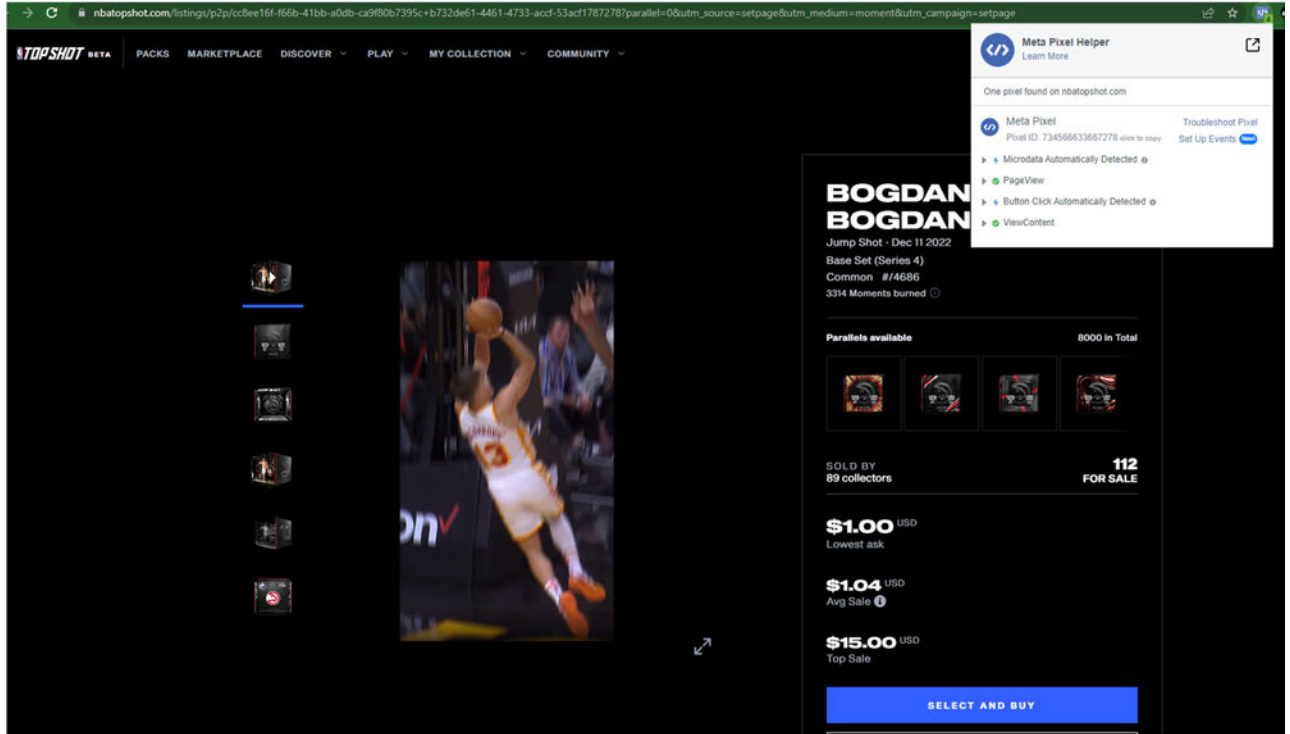 nbatopshot.com/listings/p2p/cc8ee16f-f66b-41bb-a0db-ca9f80b7395c+b732de61-4461-4733-accf-53acf1787278?parallel=0&utm_source=setpage&utm_medium=moment&utm_campaign=setpage
TOP SHOT BETA
PACKS MARKETPLACE DISCOVER PLAY MY COLLECTION COMMUNITY
Meta Pixel Helper
Learn More
One pixel found on nbatopshot.com
Meta Pixel
Troubleshoot Pixel
Pixel ID: 734566633667278 click to copy
Set Up Events New!
Microdata Automatically Detected
PageView
Button Click Automatically Detected
ViewContent
BOGDAN
BOGDAN
Jump Shot - Dec 11 2022
Base Set (Series 4)
Common #/4686
3314 Moments burned
Parallels available 8000 in Total
SOLD BY 112
89 collectors FOR SALE
$1.00 USD
Lowest ask
$1.04 USD
Avg Sale
$15.00 USD
Top Sale
SELECT AND BUY
13
on